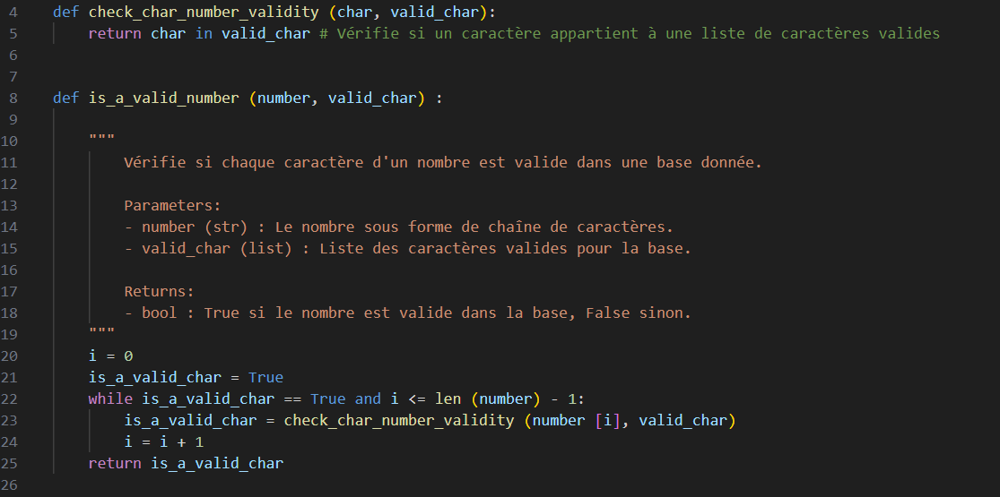 4 def check_char_number_validity (char, valid_char):
5 return char in valid_char # Vérifie si un caractère appartient à une liste de caractères valides
6
7
8 def is_a_valid_number (number, valid_char) :
9
10 """
11 Vérifie si chaque caractère d'un nombre est valide dans une base donnée.
12
13 Parameters:
14 - number (str) : Le nombre sous forme de chaîne de caractères.
15 - valid_char (list) : Liste des caractères valides pour la base.
16
17 Returns:
18 - bool : True si le nombre est valide dans la base, False sinon.
19 """
20 i = 0
21 is_a_valid_char = True
22 while is_a_valid_char == True and i <= len (number) - 1:
23 is_a_valid_char = check_char_number_validity (number [i], valid_char)
24 i = i + 1
25 return is_a_valid_char
26